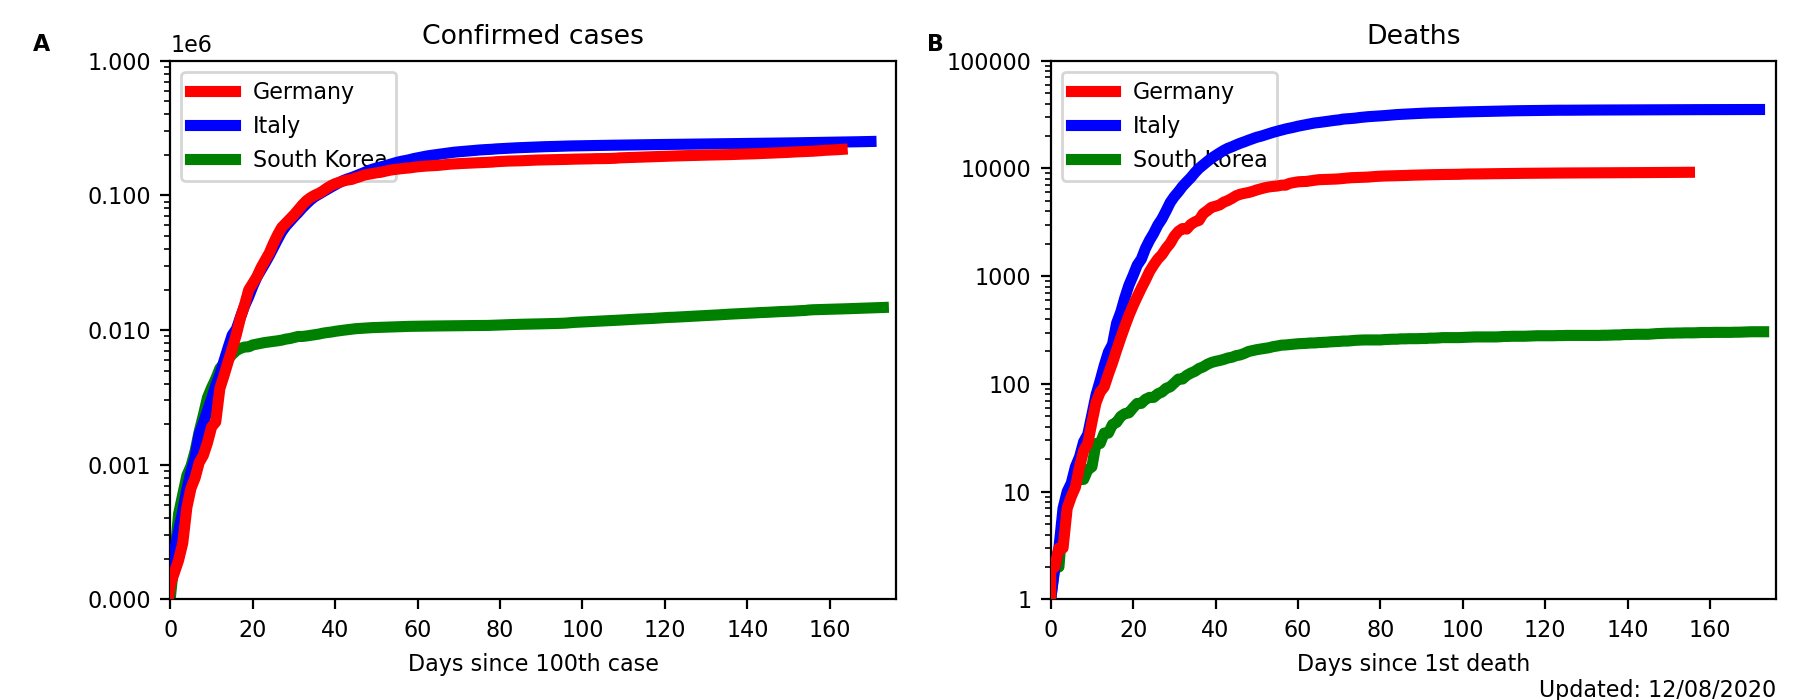 A
1e6
Confirmed cases
1.000
0.100
0.010
0.001
0.000
Germany
Italy
South Korea
0 20 40 60 80 100 120 140 160
Days since 100th case
B
Deaths
100000
10000
1000
100
10
1
Germany
Italy
South Korea
0 20 40 60 80 100 120 140 160
Days since 1st death
Updated: 12/08/2020